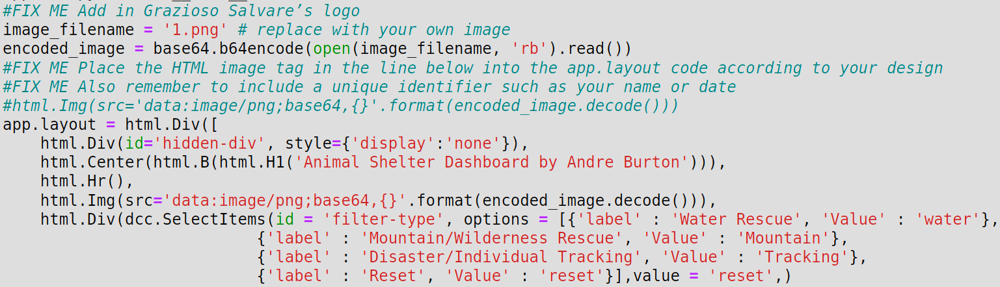 #FIX ME Add in Grazioso Salvare’s logo
image_filename = '1.png' # replace with your own image
encoded_image = base64.b64encode(open(image_filename, 'rb').read())
#FIX ME Place the HTML image tag in the line below into the app.layout code according to your design
#FIX ME Also remember to include a unique identifier such as your name or date
#html.Img(src='data:image/png;base64,{}'.format(encoded_image.decode()))
app.layout = html.Div([
    html.Div(id='hidden-div', style={'display':'none'}),
    html.Center(html.B(html.H1('Animal Shelter Dashboard by Andre Burton'))),
    html.Hr(),
    html.Img(src='data:image/png;base64,{}'.format(encoded_image.decode())),
    html.Div(dcc.SelectItems(id = 'filter-type', options = [{'label' : 'Water Rescue', 'Value' : 'water'},
                           {'label' : 'Mountain/Wilderness Rescue', 'Value' : 'Mountain'},
                           {'label' : 'Disaster/Individual Tracking', 'Value' : 'Tracking'},
                           {'label' : 'Reset', 'Value' : 'reset'}],value = 'reset',)